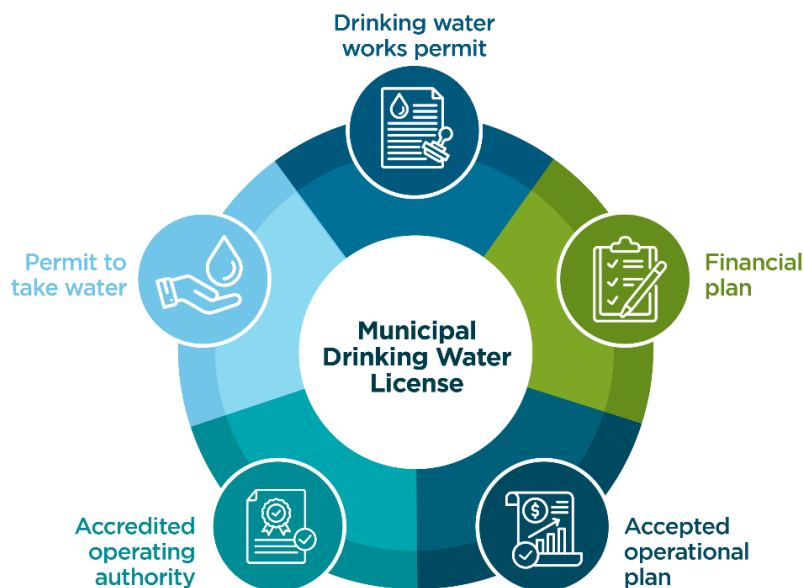 Drinking water
works permit
Permit to
take water
Financial
plan
Municipal
Drinking Water
License
$
Accredited
operating
authority
Accepted
operational
plan